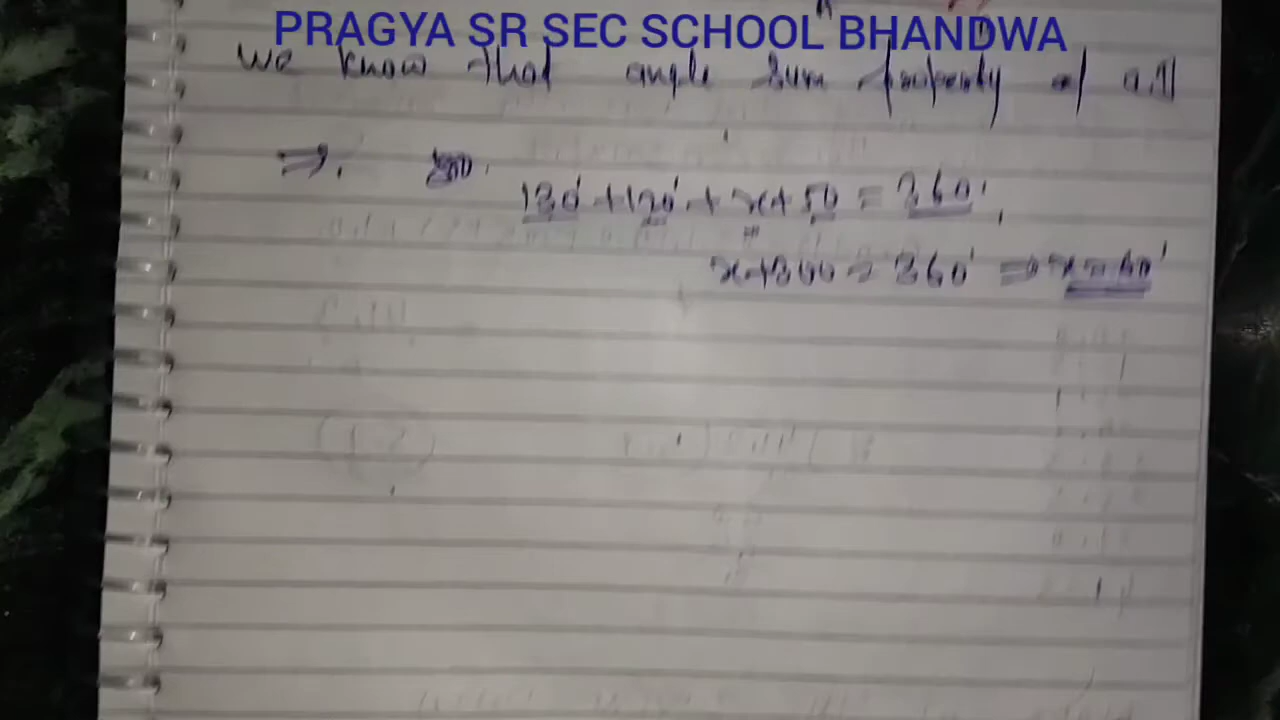 PRAGYA SR SEC SCHOOL BHANDWA
We know that angle sum property of
⇒. 130° + 120° + x + 50 = 360°
x + 300 = 360° ⇒ x = 60°